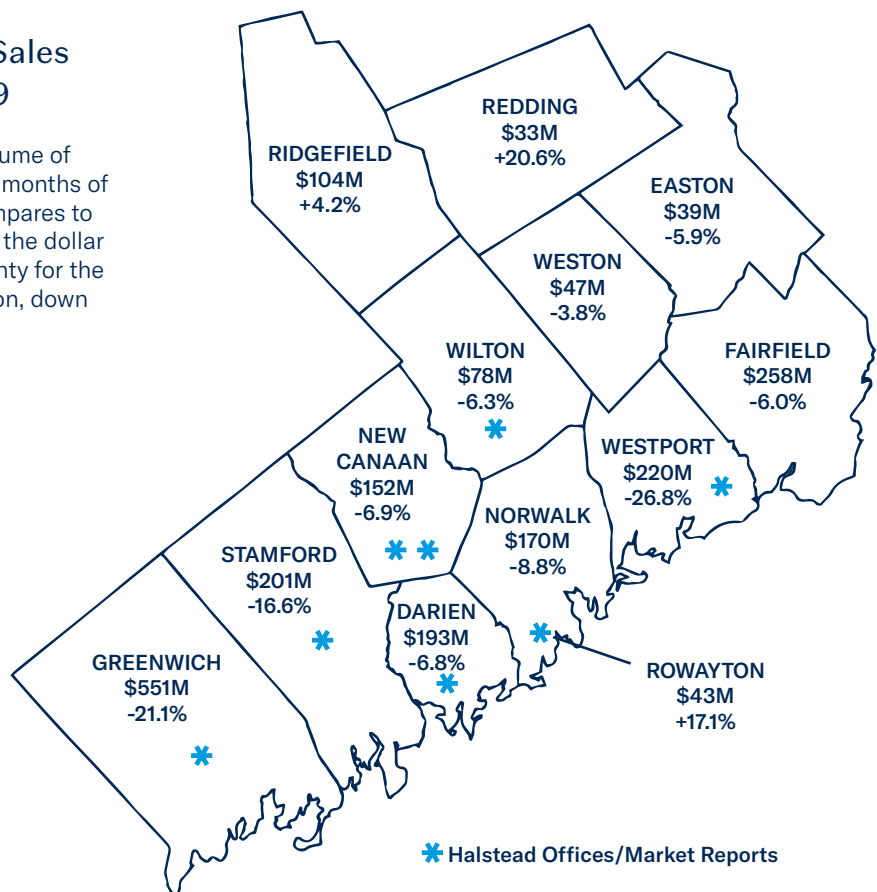 Sales
9
ume of
months of
mpares to
the dollar
nty for the
on, down
REDDING
$33M
+20.6%
RIDGEFIELD
$104M
+4.2%
EASTON
$39M
-5.9%
WESTON
$47M
-3.8%
WILTON
$78M
-6.3%
FAIRFIELD
$258M
-6.0%
NEW
CANAAN
$152M
-6.9%
WESTPORT
$220M
-26.8%
NORWALK
$170M
-8.8%
STAMFORD
$201M
-16.6%
DARIEN
$193M
-6.8%
GREENWICH
$551M
-21.1%
ROWAYTON
$43M
+17.1%
Halstead Offices/Market Reports